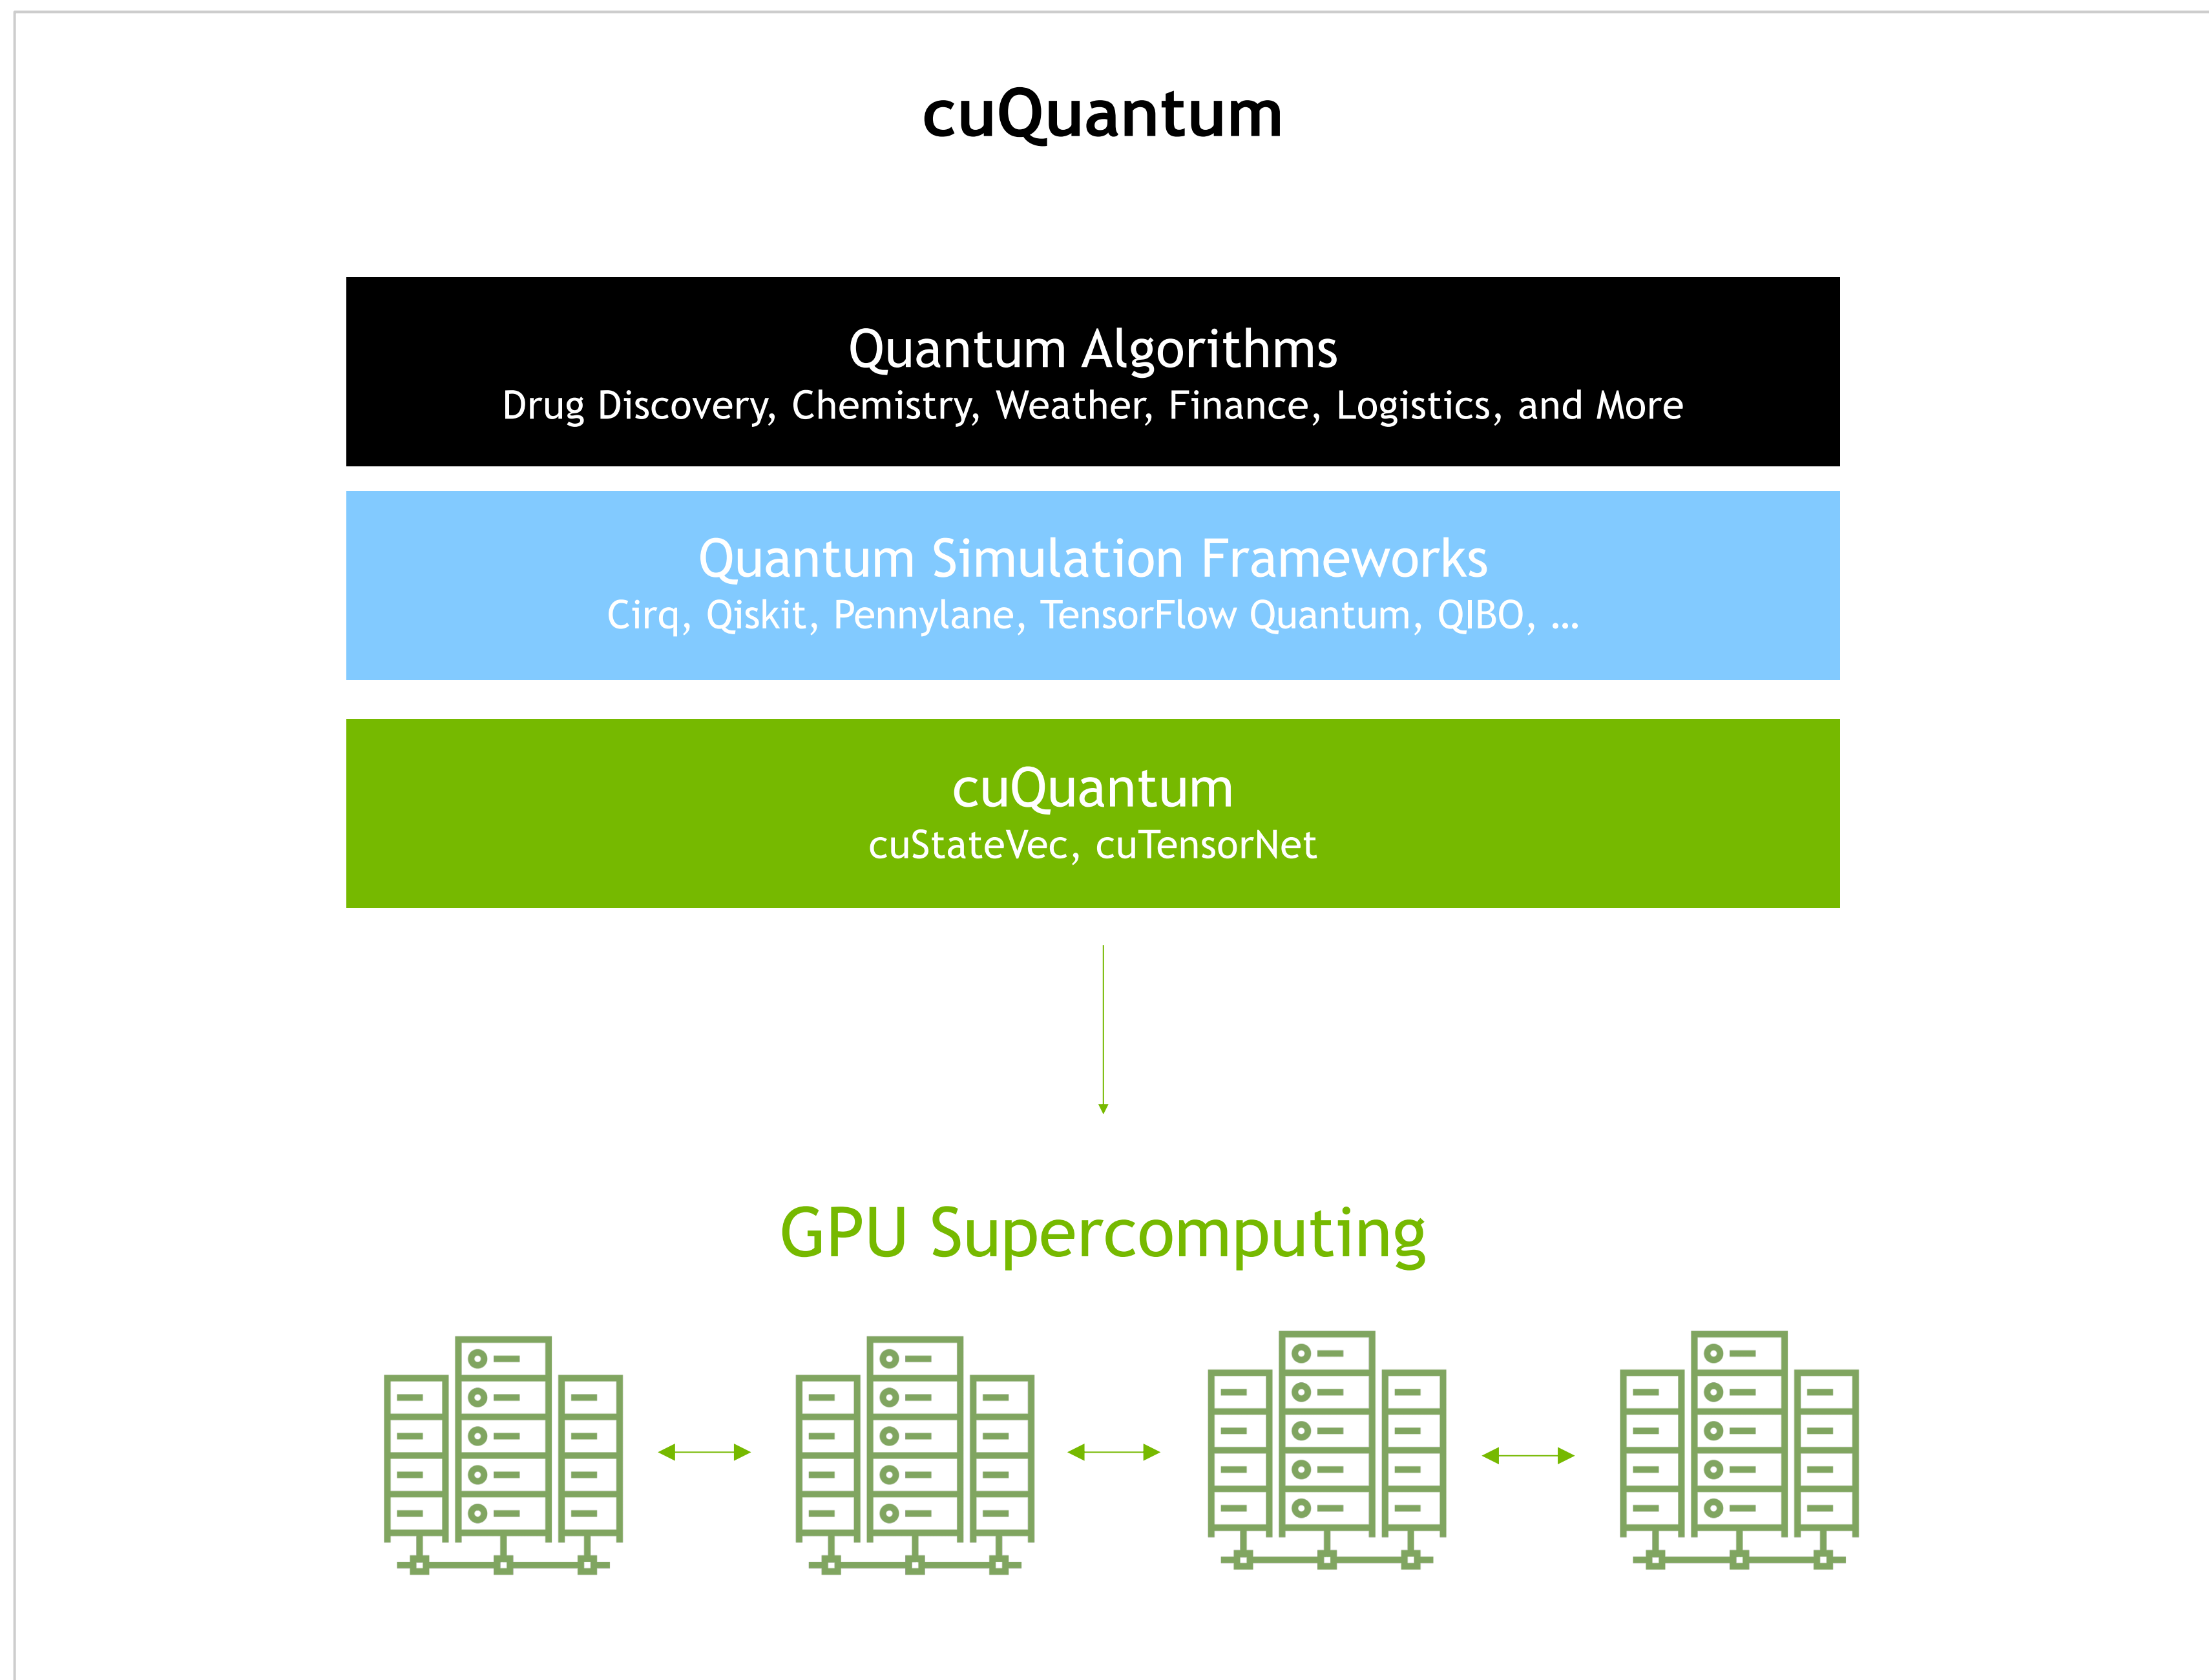 cuQuantum
Quantum Algorithms
Drug Discovery, Chemistry, Weather, Finance, Logistics, and More
Quantum Simulation Frameworks
Cirq, Qiskit, Pennylane, TensorFlow Quantum, QIBO, …
cuQuantum
cuStateVec, cuTensorNet
GPU Supercomputing